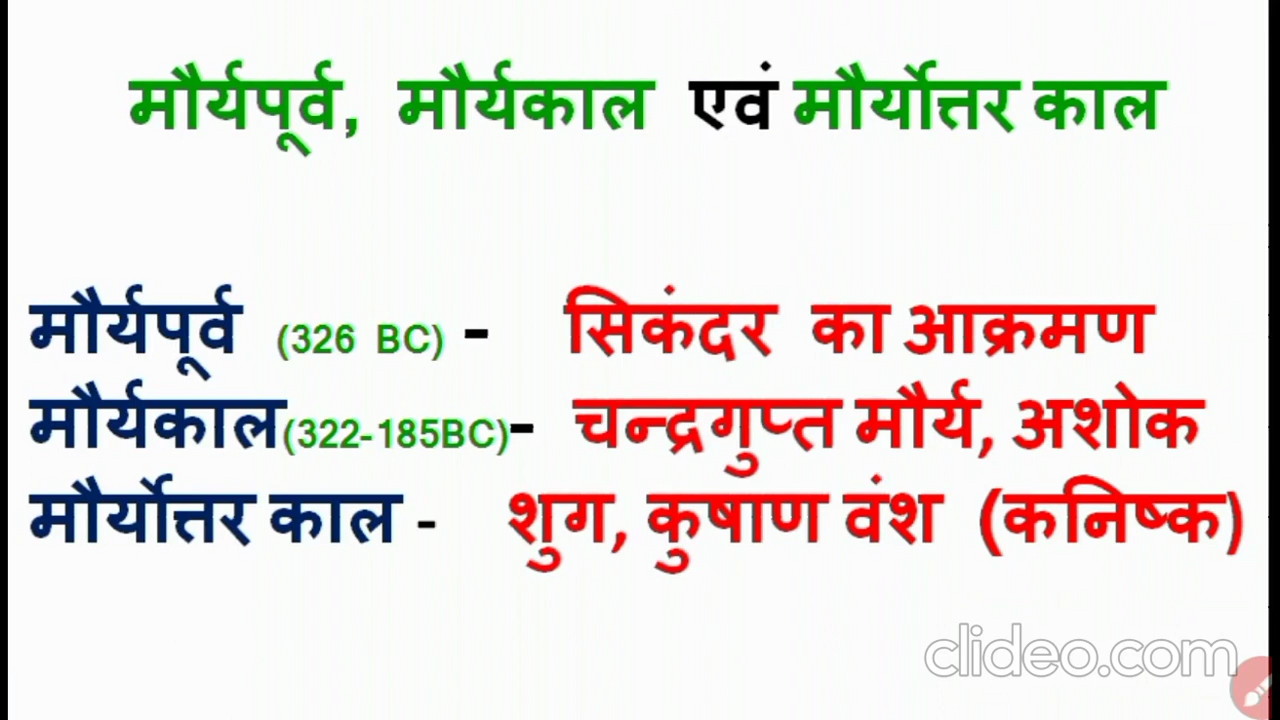 मौर्यपूर्व, मौर्यकाल एवं मौर्योत्तर काल
मौर्यपूर्व (326 BC) - सिकंदर का आक्रमण
मौर्यकाल(322-185BC)- चन्द्रगुप्त मौर्य, अशोक
मौर्योत्तर काल - शुग, कुषाण वंश (कनिष्क)
clideo.com